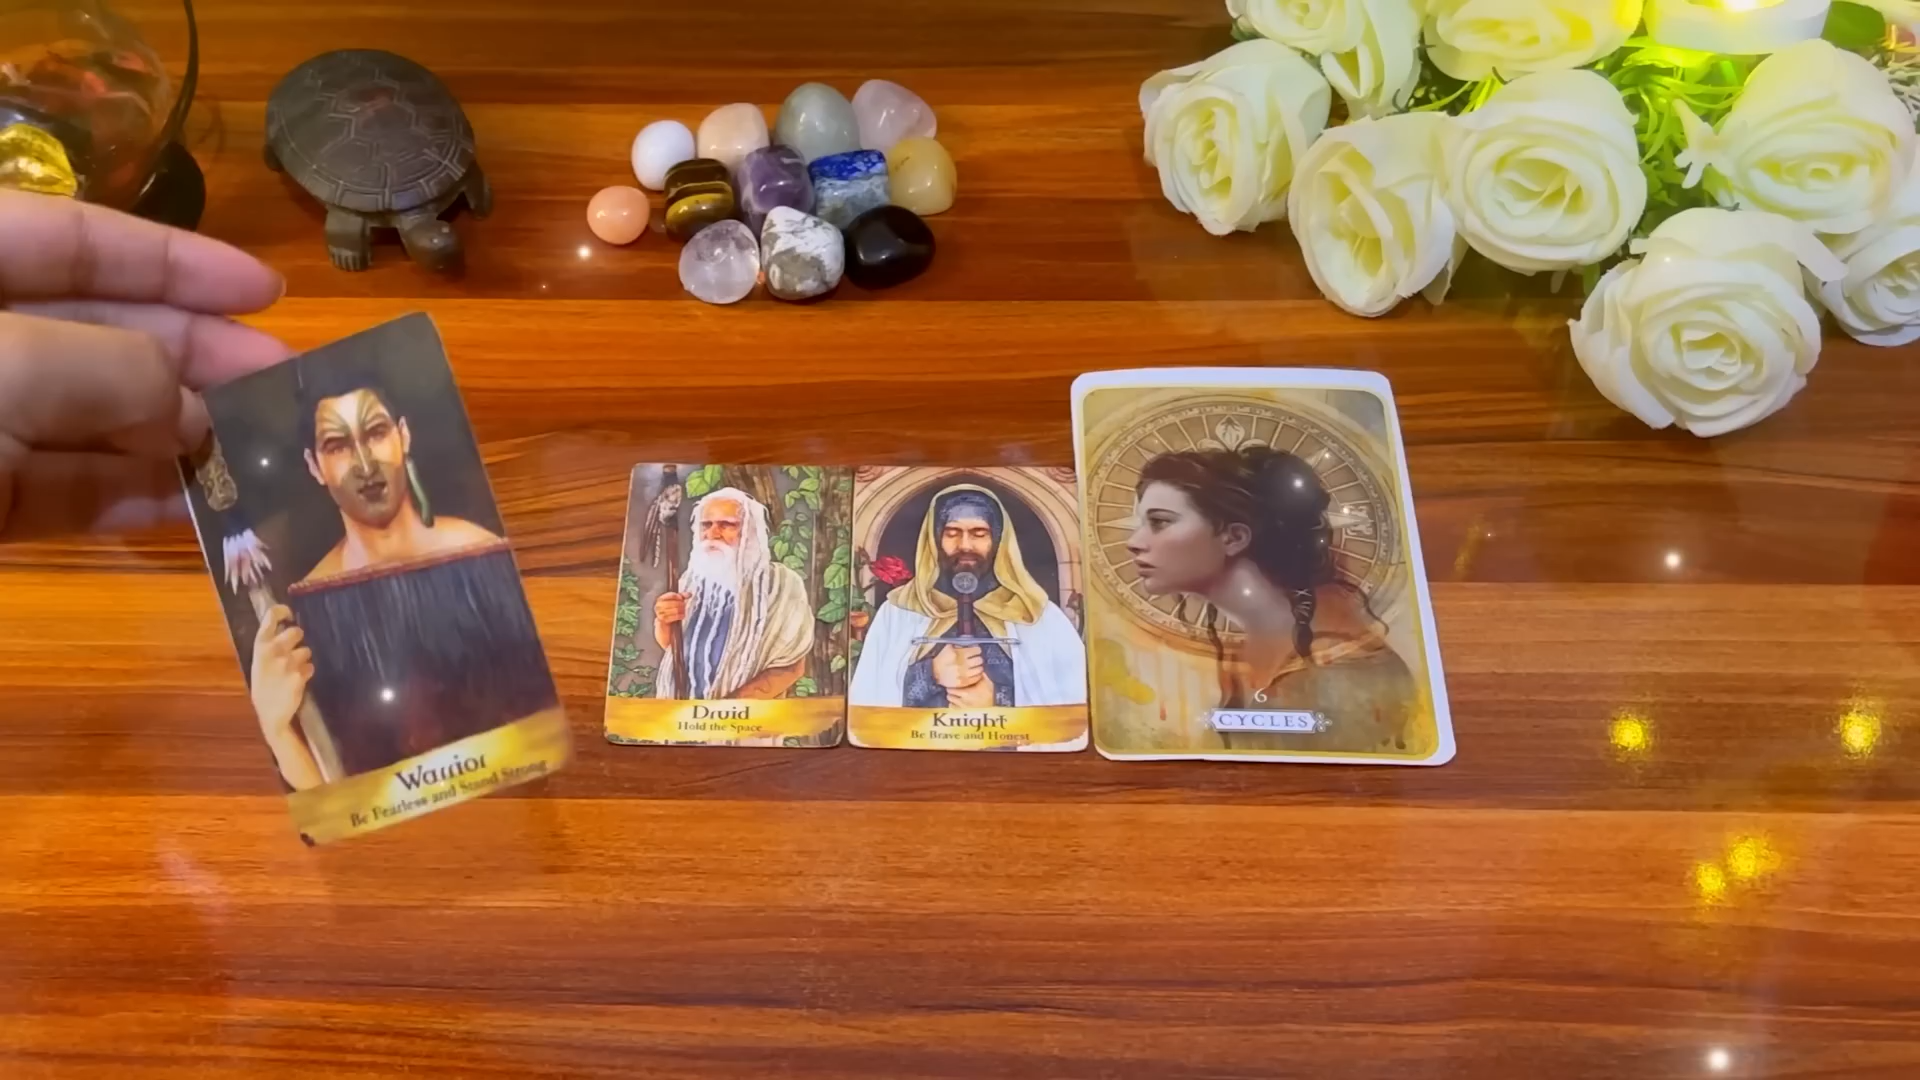 Warrior
Be Fearless and Stand Strong
Druid
Hold the Space
Knight
Be Brave and Honest
6
CYCLES